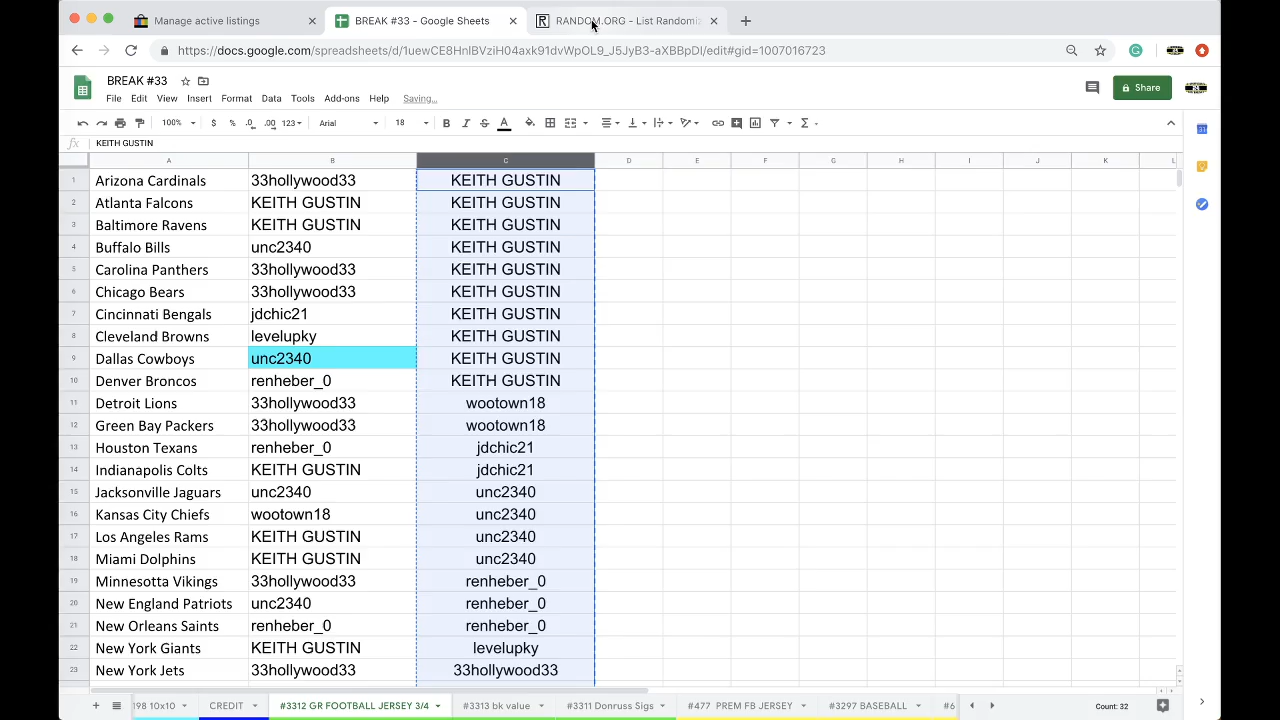 Manage active listings
BREAK #33 - Google Sheets
RANDOM.ORG - List Randomi
https://docs.google.com/spreadsheets/d/1uewCE8HnlBVziH04axk91dvWpOL9_J5JyB3-aXBBpDI/edit#gid=1007016723
BREAK #33
File Edit View Insert Format Data Tools Add-ons Help Saving...
Share
100% $ % .0 .00 123 Arial 18
fx KEITH GUSTIN
A B C D E F G H I J K L
1 Arizona Cardinals 33hollywood33 KEITH GUSTIN
2 Atlanta Falcons KEITH GUSTIN KEITH GUSTIN
3 Baltimore Ravens KEITH GUSTIN KEITH GUSTIN
4 Buffalo Bills unc2340 KEITH GUSTIN
5 Carolina Panthers 33hollywood33 KEITH GUSTIN
6 Chicago Bears 33hollywood33 KEITH GUSTIN
7 Cincinnati Bengals jdchic21 KEITH GUSTIN
8 Cleveland Browns levelupky KEITH GUSTIN
9 Dallas Cowboys unc2340 KEITH GUSTIN
10 Denver Broncos renheber_0 KEITH GUSTIN
11 Detroit Lions 33hollywood33 wootown18
12 Green Bay Packers 33hollywood33 wootown18
13 Houston Texans renheber_0 jdchic21
14 Indianapolis Colts KEITH GUSTIN jdchic21
15 Jacksonville Jaguars unc2340 unc2340
16 Kansas City Chiefs wootown18 unc2340
17 Los Angeles Rams KEITH GUSTIN unc2340
18 Miami Dolphins KEITH GUSTIN unc2340
19 Minnesotta Vikings 33hollywood33 renheber_0
20 New England Patriots unc2340 renheber_0
21 New Orleans Saints renheber_0 renheber_0
22 New York Giants KEITH GUSTIN levelupky
23 New York Jets 33hollywood33 33hollywood33
198 10x10 CREDIT #3312 GR FOOTBALL JERSEY 3/4 #3313 bk value #3311 Donruss Sigs #477 PREM FB JERSEY #3297 BASEBALL #6 Count: 32